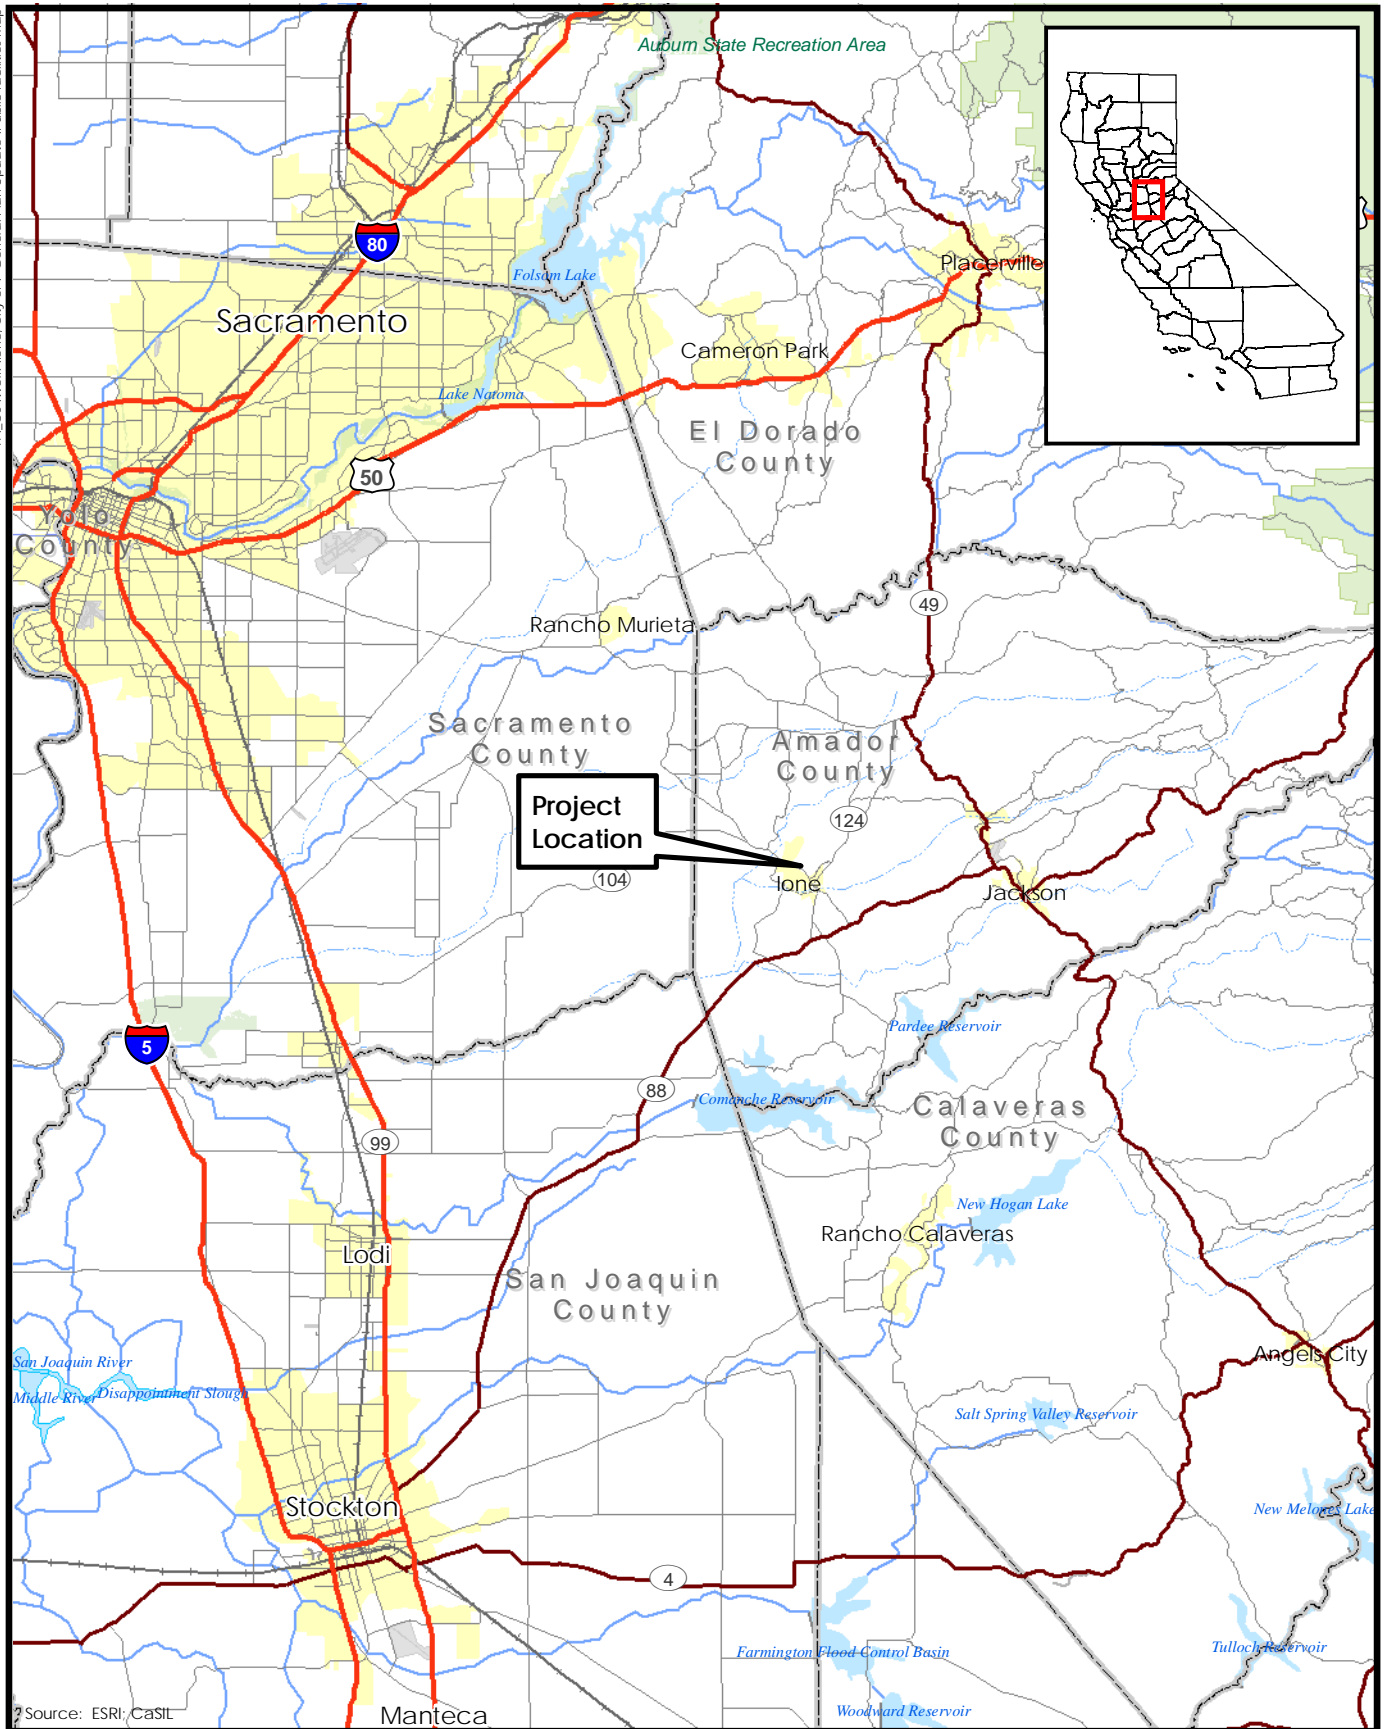 Auburn State Recreation Area
80
Folsom Lake
Placerville
Sacramento
Cameron Park
Lake Natoma
El Dorado
County
50
Yolo
County
49
Rancho Murieta
Sacramento
County
Amador
County
Project
Location
124
104
Ione
Jackson
5
Pardee Reservoir
88
Comanche Reservoir
Calaveras
County
99
New Hogan Lake
Rancho Calaveras
Lodi
San Joaquin
County
San Joaquin River
Middle River
Disappointment Slough
Angels City
Salt Spring Valley Reservoir
Stockton
New Melones Lake
4
Farmington Flood Control Basin
Tulloch Reservoir
Woodward Reservoir
Source: ESRI; CaSIL
Manteca